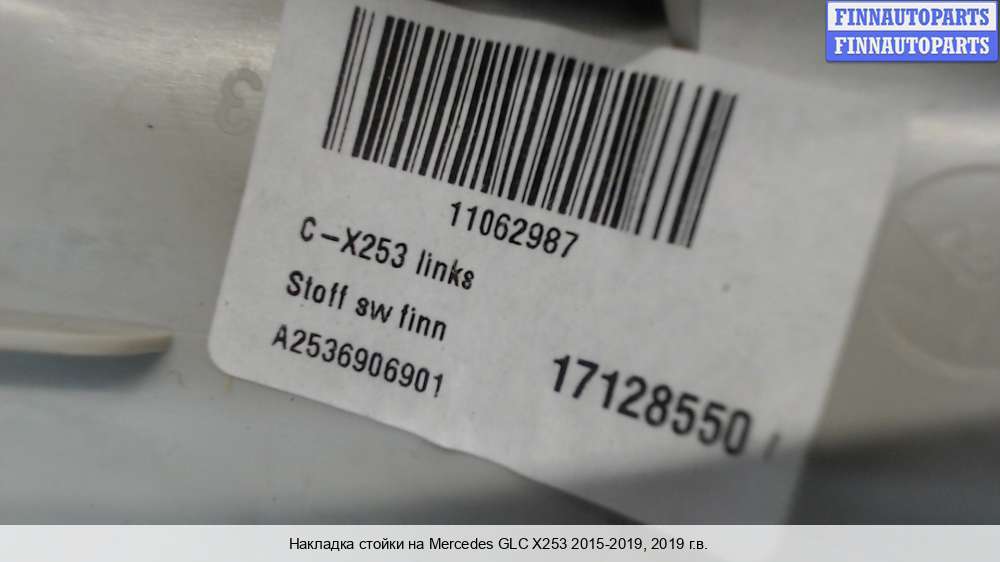 FINNAUTOPARTS
FINNAUTOPARTS
3
11062987
C-X253 links
Stoff sw finn
A2536906901
17128550
Накладка стойки на Mercedes GLC X253 2015-2019, 2019 г.в.